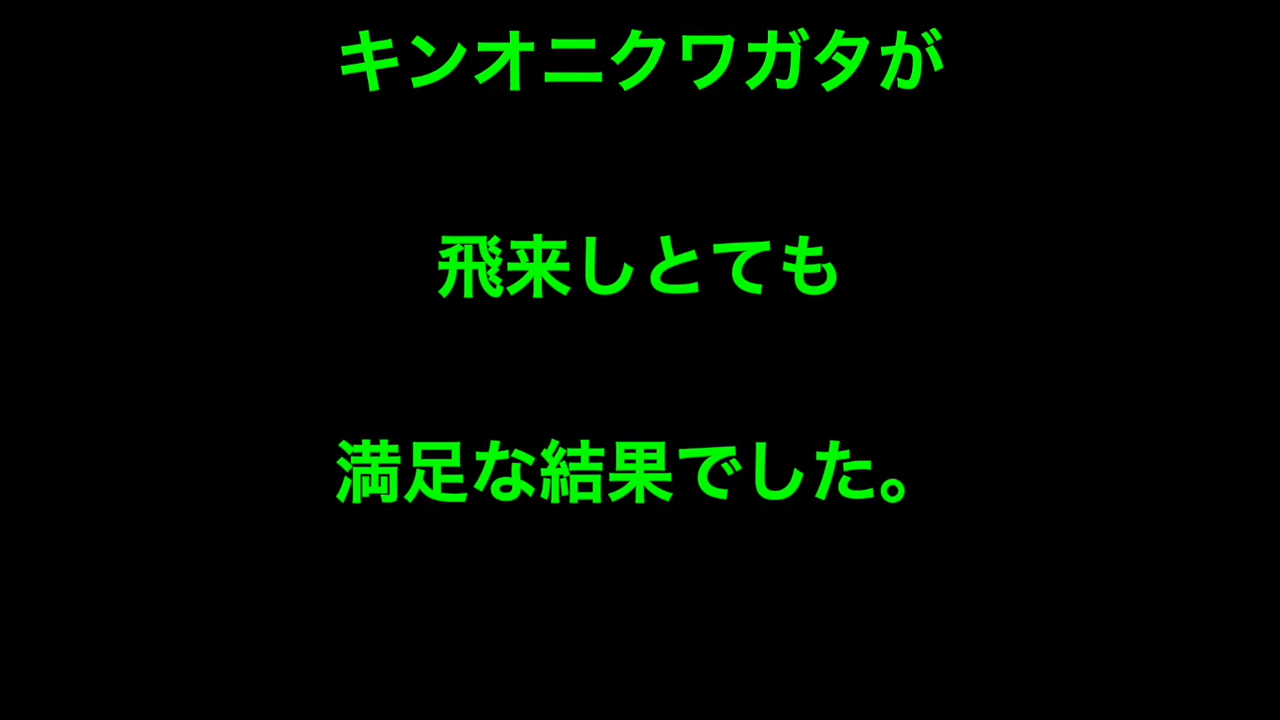 キンオニクワガタが
飛来しとても
満足な結果でした。